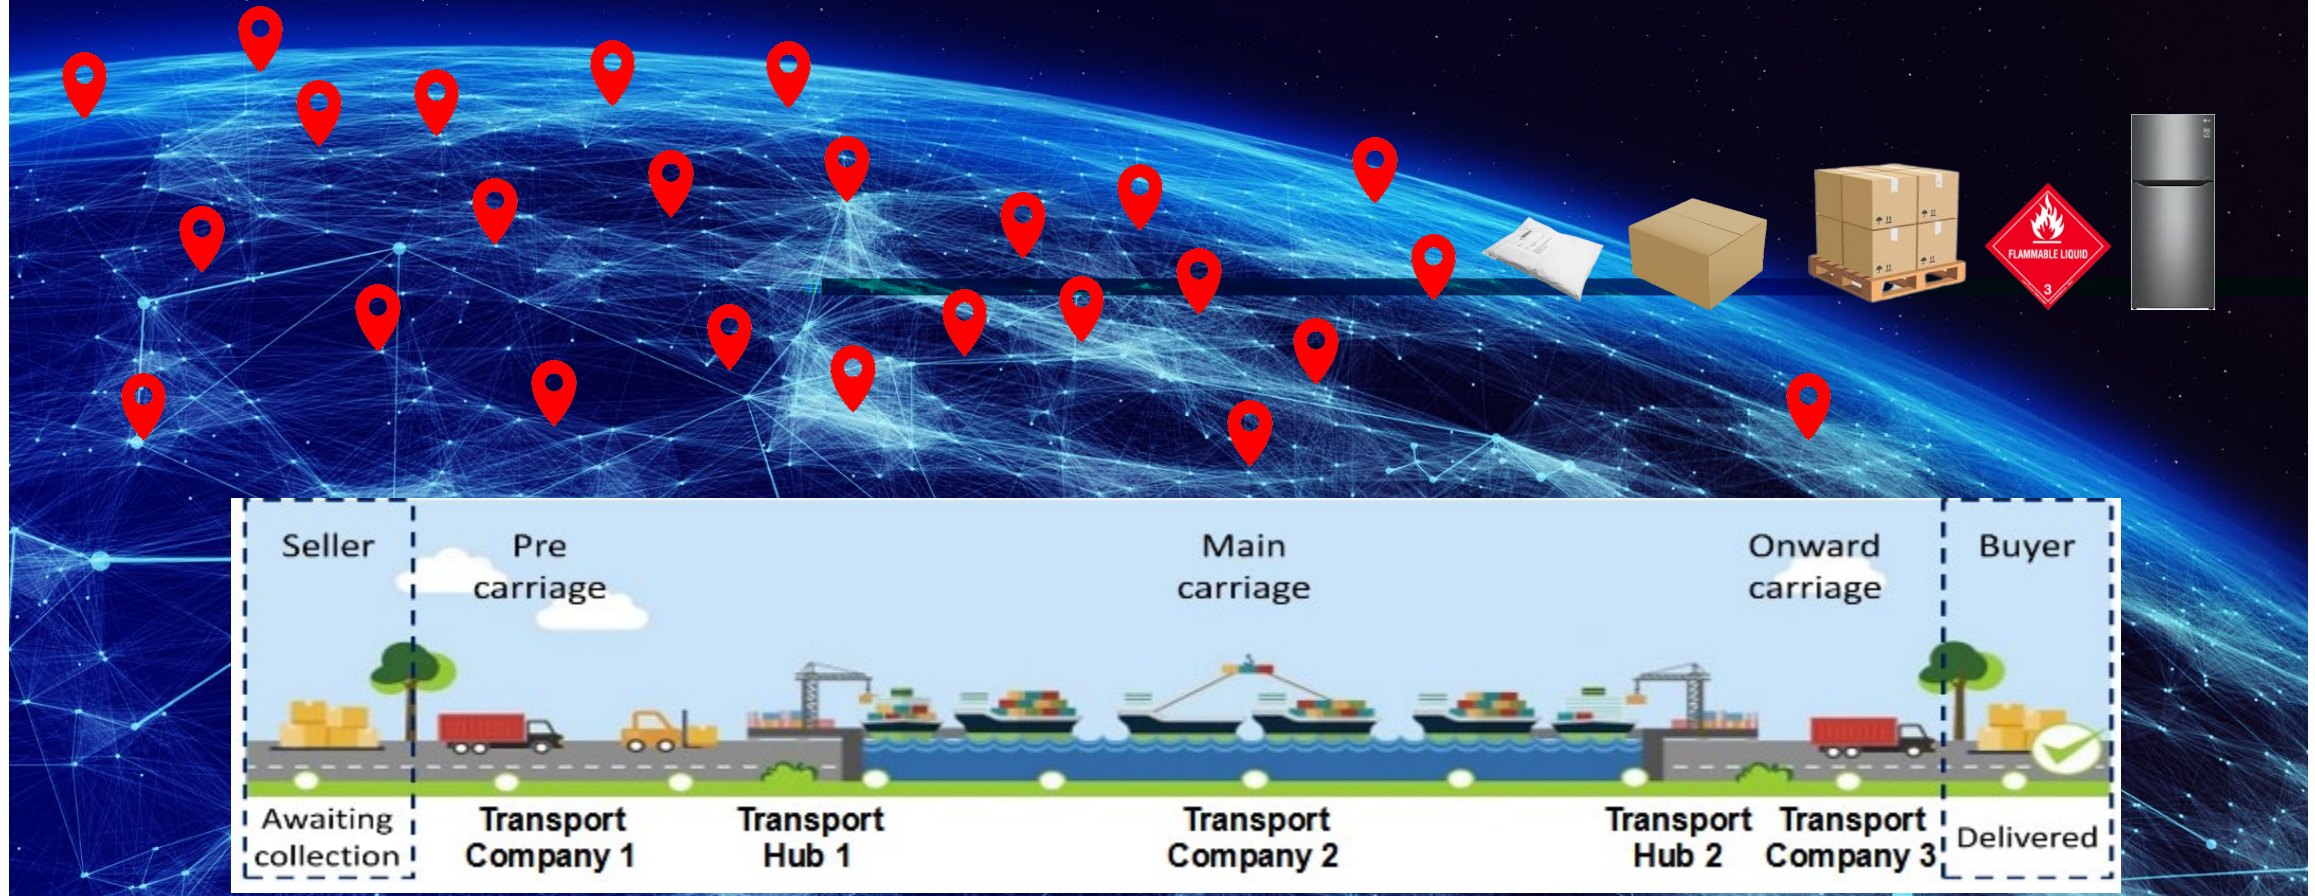 FLAMMABLE LIQUID
3
Seller
Pre
carriage
Main
carriage
Onward
carriage
Buyer
Awaiting
collection
Transport
Company 1
Transport
Hub 1
Transport
Company 2
Transport
Hub 2
Transport
Company 3
Delivered